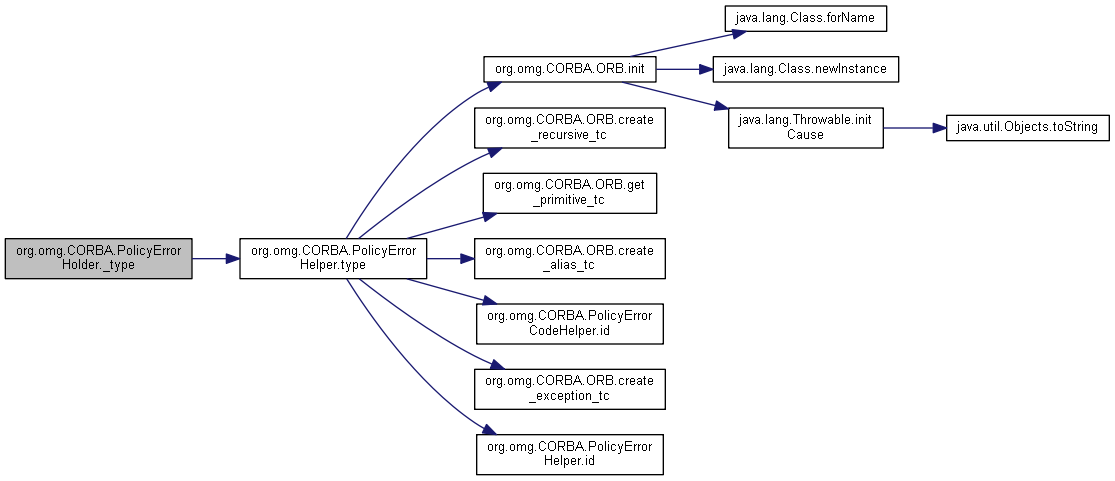 java.lang.Class.forName
org.omg.CORBA.ORB.init
java.lang.Class.newInstance
org.omg.CORBA.ORB.create
_recursive_tc
java.lang.Throwable.init
Cause
java.util.Objects.toString
org.omg.CORBA.ORB.get
_primitive_tc
org.omg.CORBA.PolicyError
Holder._type
org.omg.CORBA.PolicyError
Helper.type
org.omg.CORBA.ORB.create
_alias_tc
org.omg.CORBA.PolicyError
CodeHelper.id
org.omg.CORBA.ORB.create
_exception_tc
org.omg.CORBA.PolicyError
Helper.id